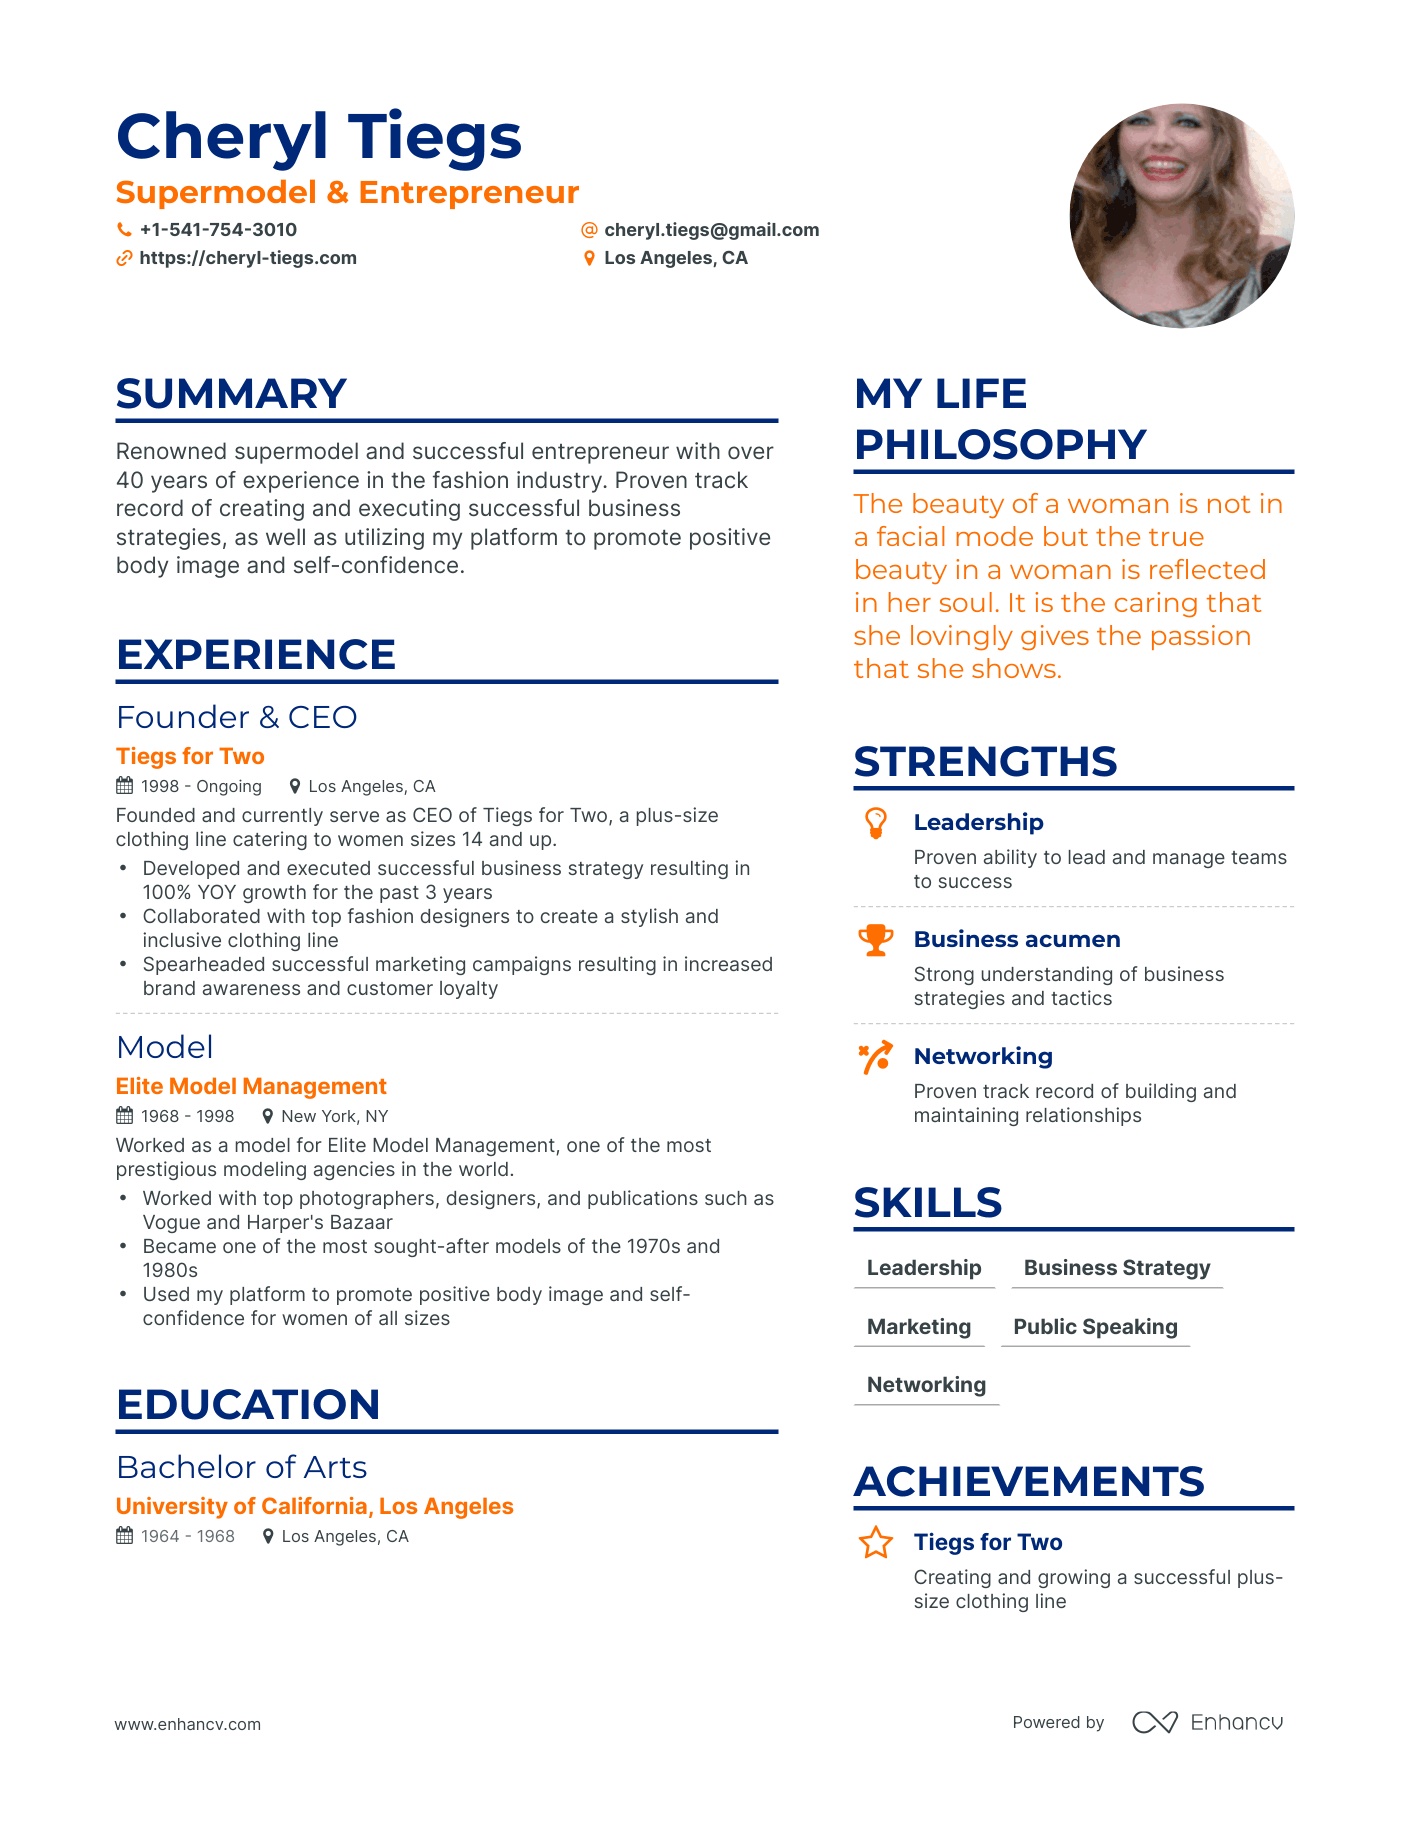 Cheryl Tiegs
Supermodel & Entrepreneur
+1-541-754-3010
cheryl.tiegs@gmail.com
https://cheryl-tiegs.com
Los Angeles, CA
SUMMARY
Renowned supermodel and successful entrepreneur with over
40 years of experience in the fashion industry. Proven track
record of creating and executing successful business
strategies, as well as utilizing my platform to promote positive
body image and self-confidence.
EXPERIENCE
Founder & CEO
Tiegs for Two
1998 - Ongoing
Los Angeles, CA
Founded and currently serve as CEO of Tiegs for Two, a plus-size
clothing line catering to women sizes 14 and up.
• Developed and executed successful business strategy resulting in
100% YOY growth for the past 3 years
• Collaborated with top fashion designers to create a stylish and
inclusive clothing line
• Spearheaded successful marketing campaigns resulting in increased
brand awareness and customer loyalty
Model
Elite Model Management
1968 - 1998
New York, NY
Worked as a model for Elite Model Management, one of the most
prestigious modeling agencies in the world.
• Worked with top photographers, designers, and publications such as
Vogue and Harper's Bazaar
• Became one of the most sought-after models of the 1970s and
1980s
• Used my platform to promote positive body image and self-
confidence for women of all sizes
EDUCATION
Bachelor of Arts
University of California, Los Angeles
1964 - 1968
Los Angeles, CA
MY LIFE
PHILOSOPHY
The beauty of a woman is not in
a facial mode but the true
beauty in a woman is reflected
in her soul. It is the caring that
she lovingly gives the passion
that she shows.
STRENGTHS
Leadership
Proven ability to lead and manage teams
to success
Business acumen
Strong understanding of business
strategies and tactics
Networking
Proven track record of building and
maintaining relationships
SKILLS
Leadership
Business Strategy
Marketing
Public Speaking
Networking
ACHIEVEMENTS
Tiegs for Two
Creating and growing a successful plus-
size clothing line
www.enhancv.com
Powered by
Enhancv